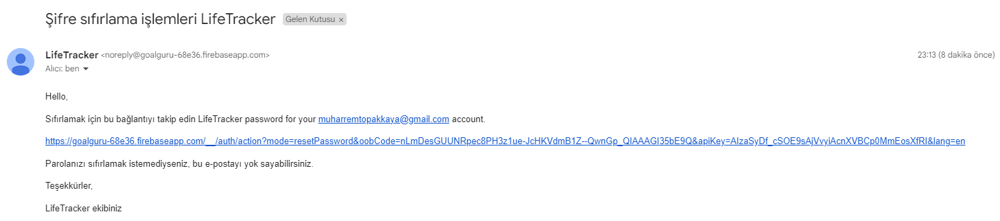 Şifre sıfırlama işlemleri LifeTracker Gelen Kutusu ×
LifeTracker <noreply@goalguru-68e36.firebaseapp.com> 23:13 (8 dakika önce)
Alıcı: ben
Hello,
Sıfırlamak için bu bağlantıyı takip edin LifeTracker password for your muharremtopakkaya@gmail.com account.
https://goalguru-68e36.firebaseapp.com/__/auth/action?mode=resetPassword&oobCode=nLmDesGUUNRpec8PH3z1ue-JcHKVdmB1Z--QwnGp_QIAAAGI35bE9Q&apiKey=AIzaSyDf_cSOE9sAjVvyiAcnXVBCp0MmEosXfRI&lang=en
Parolanızı sıfırlamak istemediyseniz, bu e-postayı yok sayabilirsiniz.
Teşekkürler,
LifeTracker ekibiniz